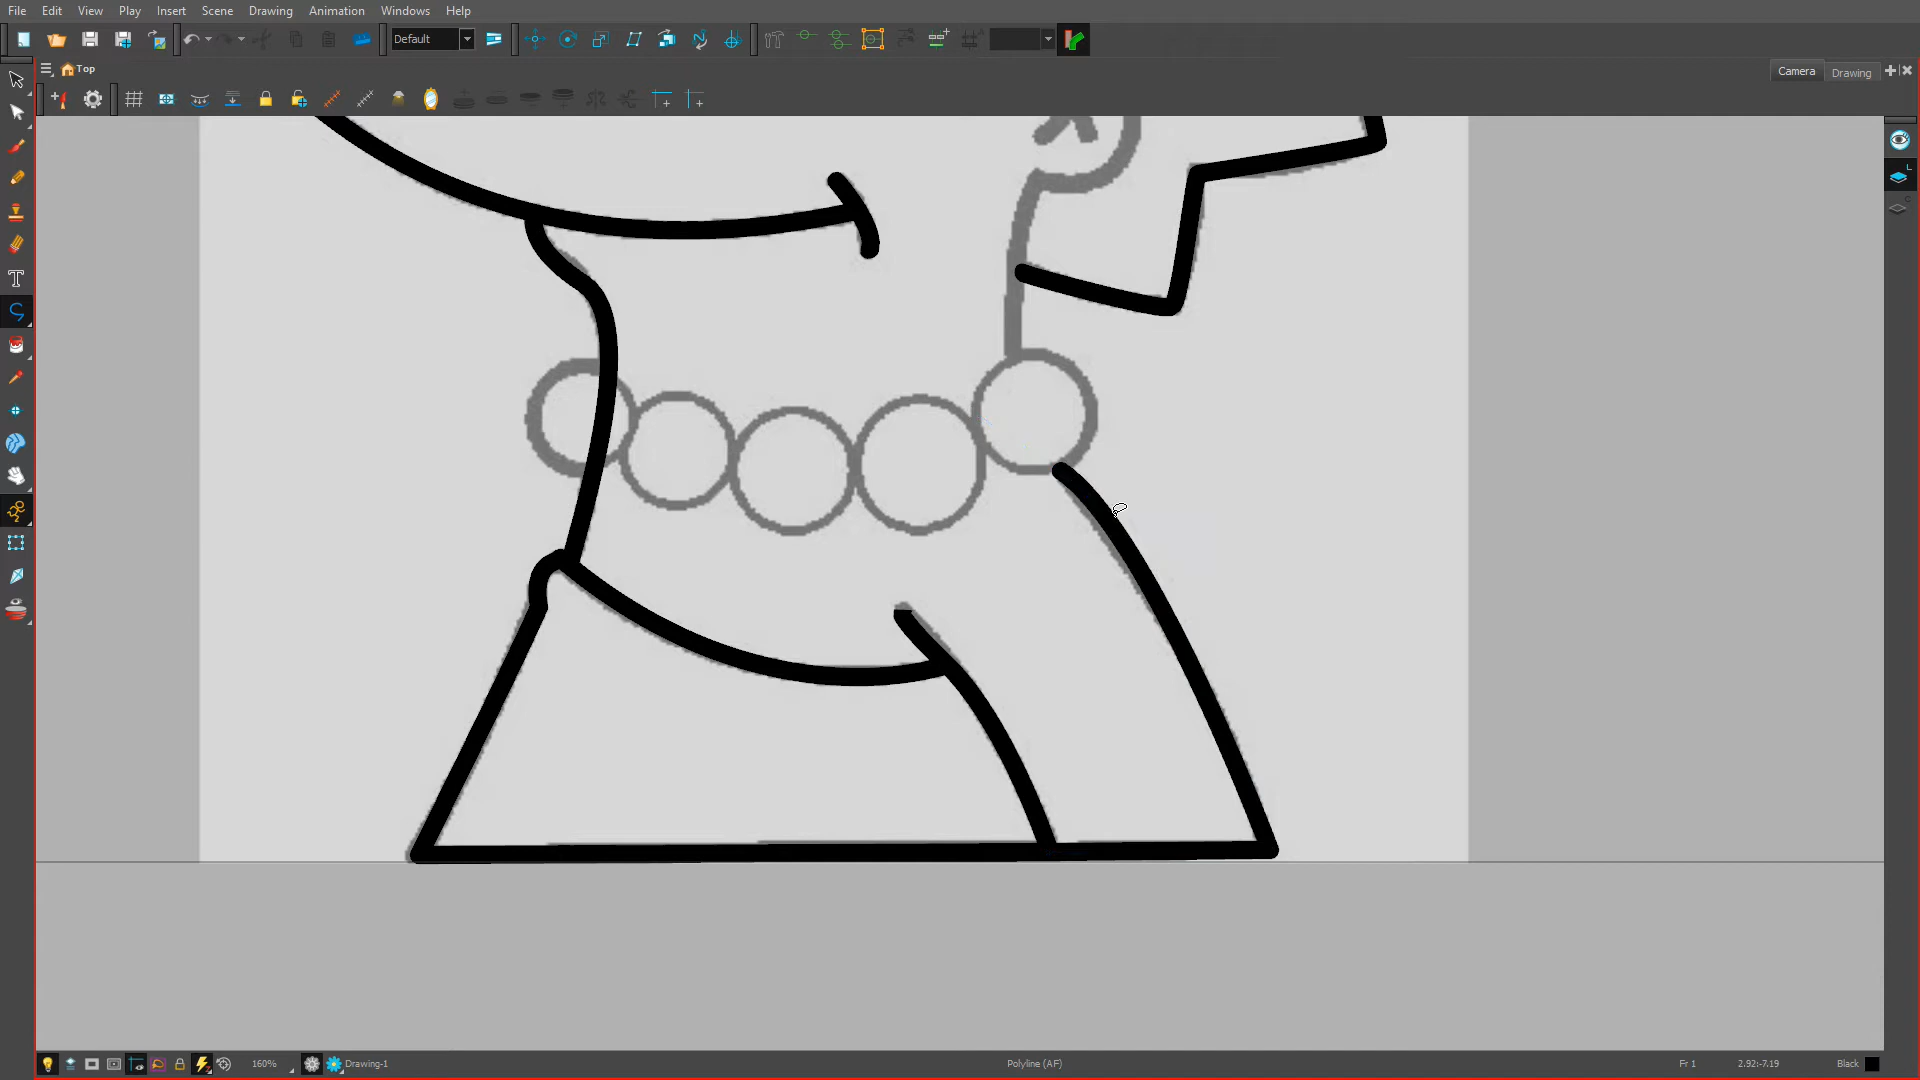 File Edit View Play Insert Scene Drawing Animation Windows Help
Default
Top
Camera Drawing
T
L
C
160% Drawing-1 Polyline (AF) Fr 1 2.92:-7.19 Black